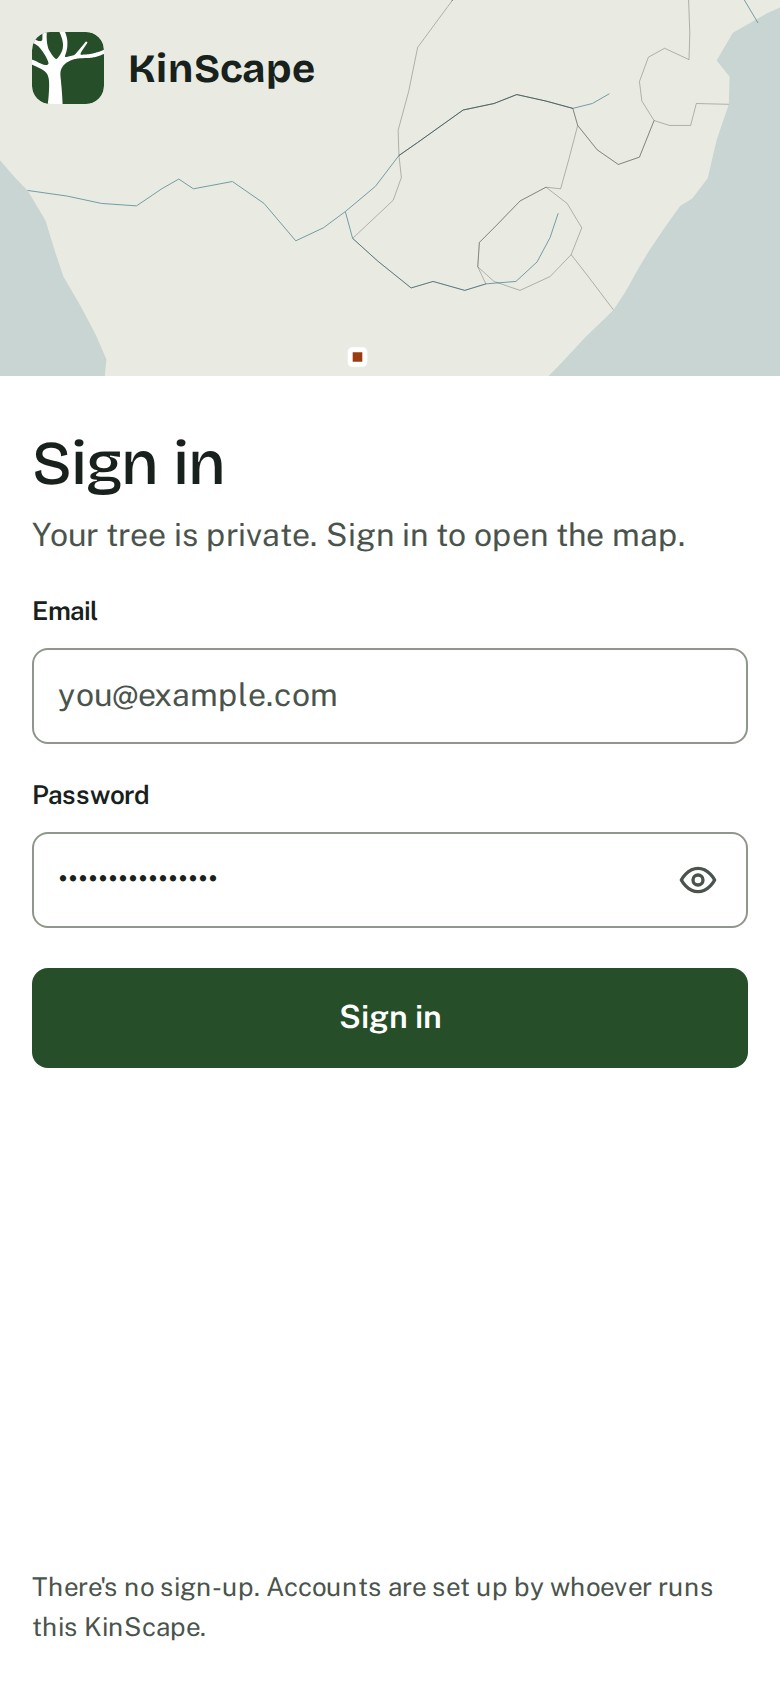 KinScape
Sign in
Your tree is private. Sign in to open the map.
Email
you@example.com
Password
••••••••••••••••
Sign in
There's no sign-up. Accounts are set up by whoever runs
this KinScape.